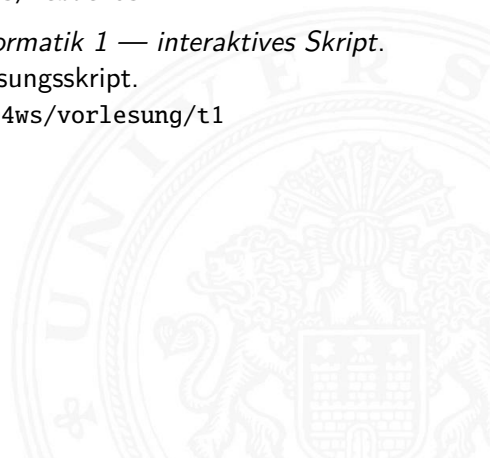 ormatik 1 — interaktives Skript.
sungsskript.
4ws/vorlesung/t1
U N I V E R S